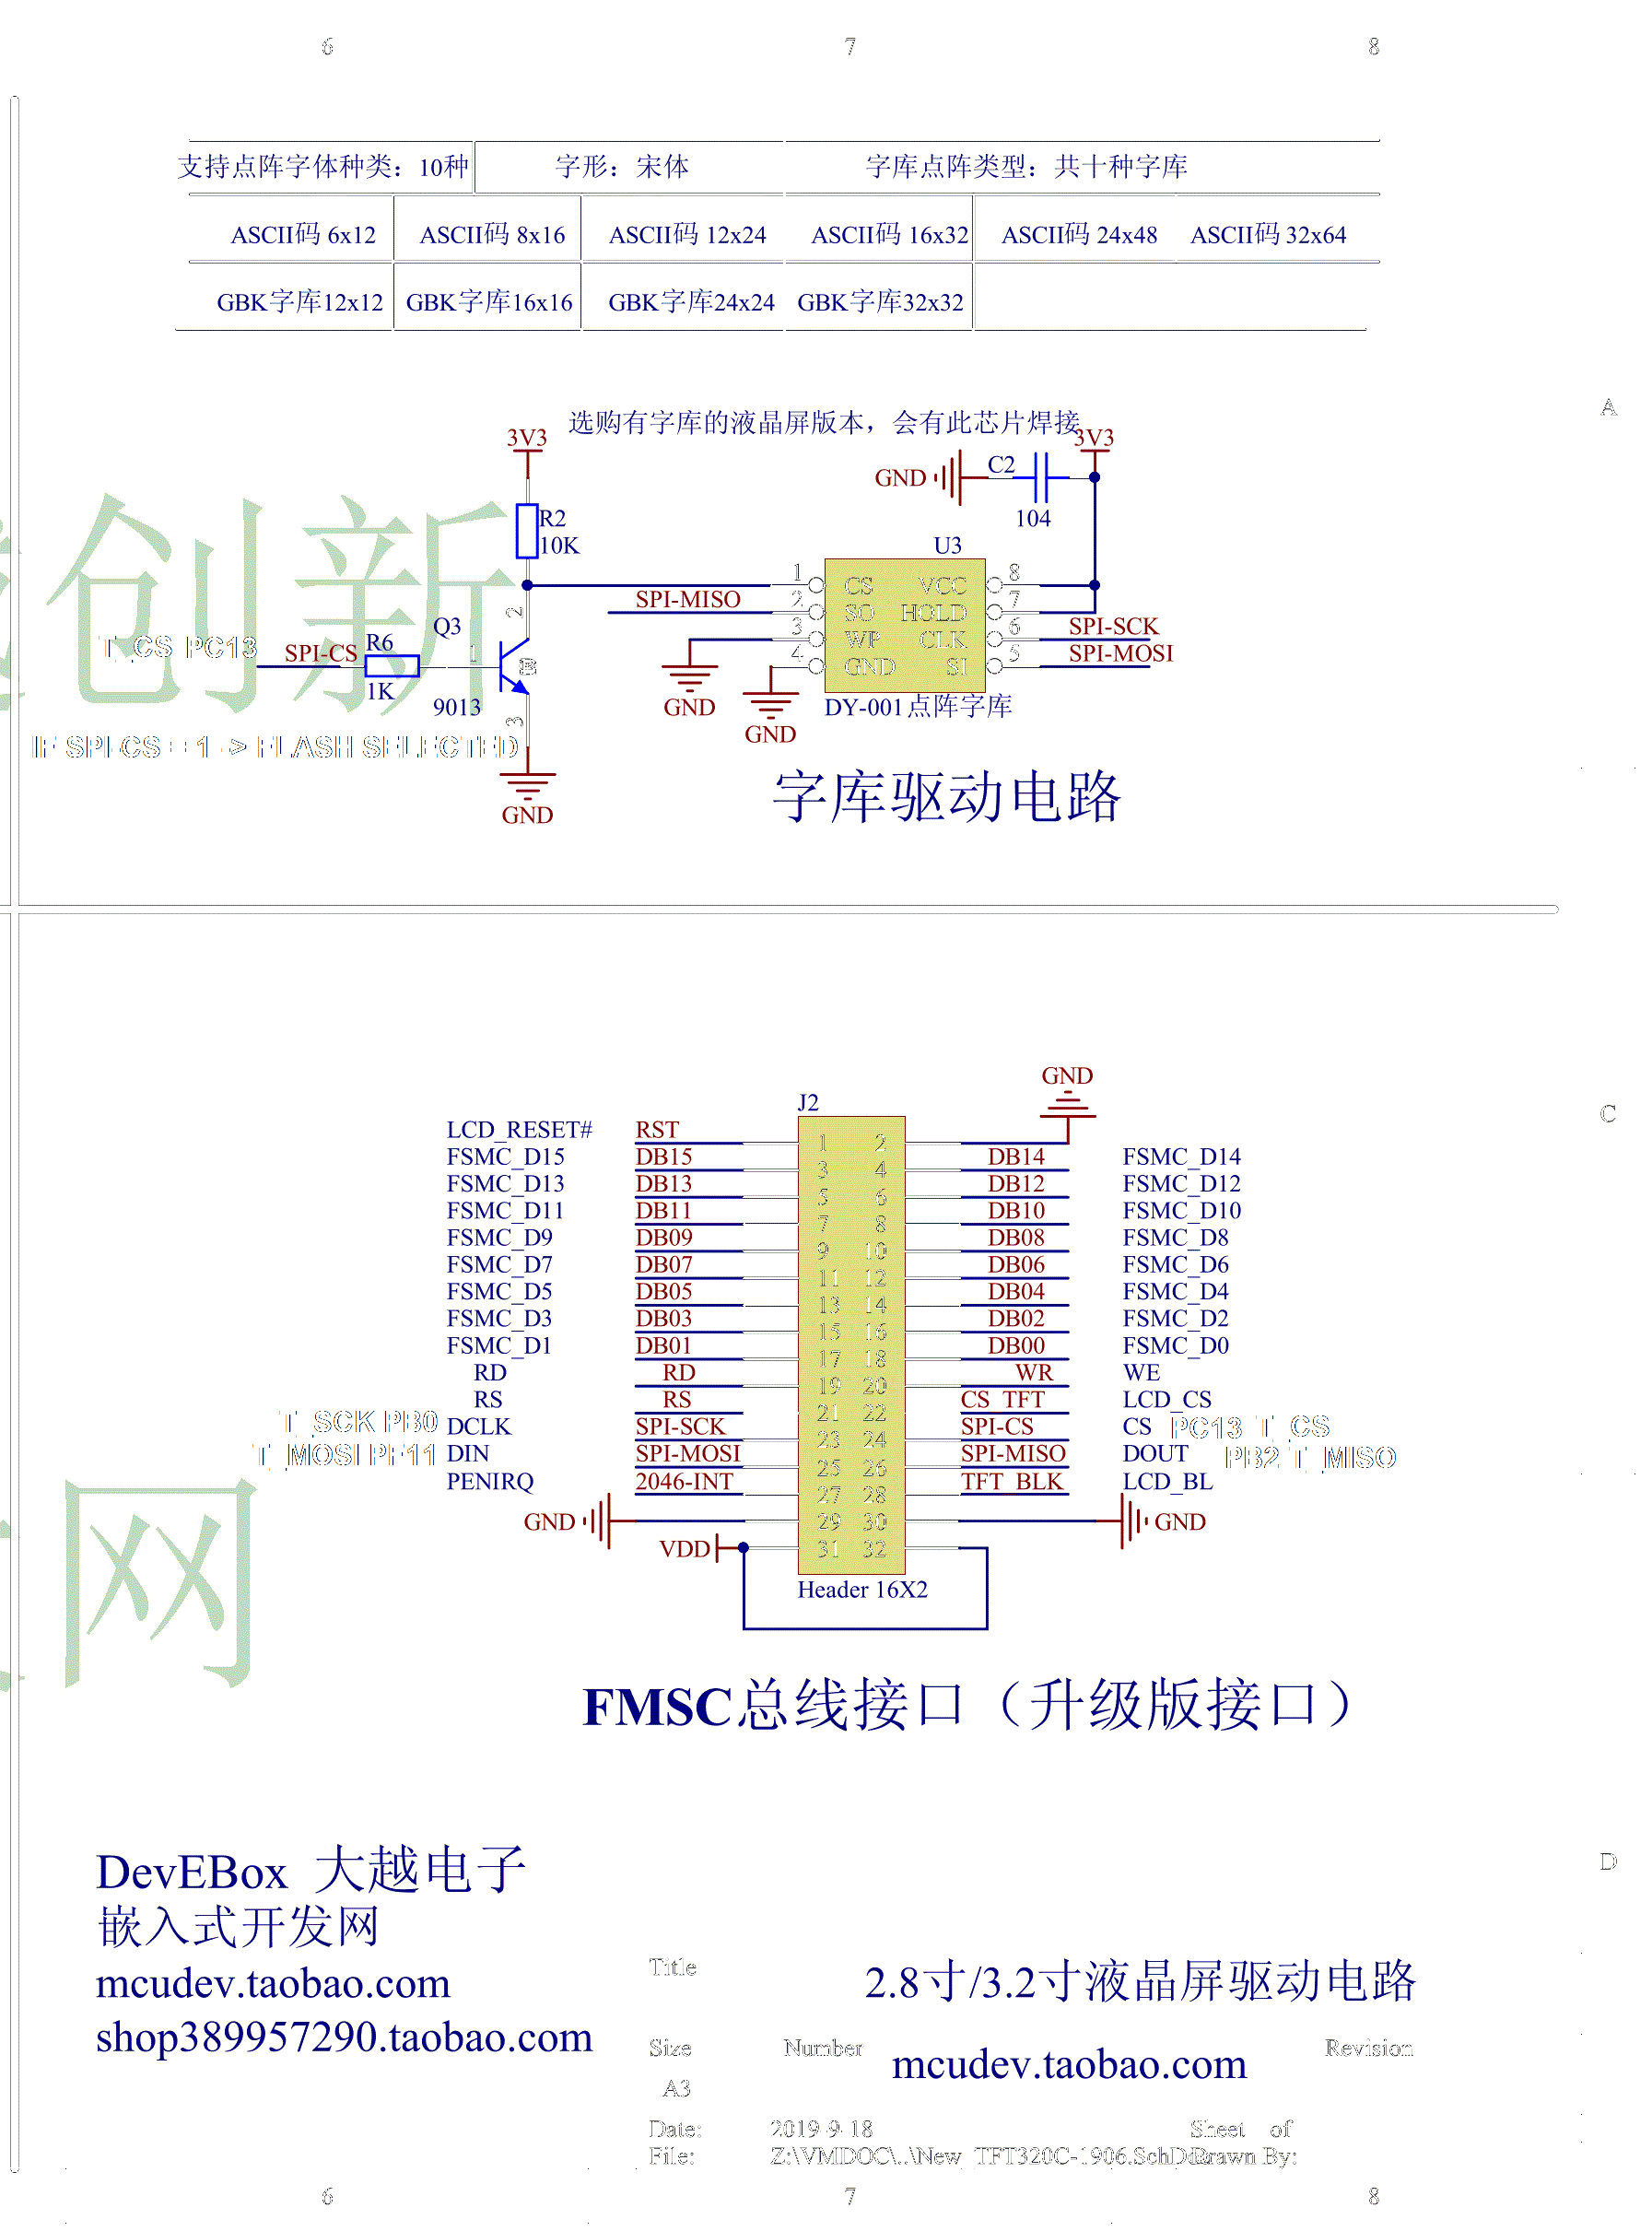 6 7 8
支持点阵字体种类：10种 字形：宋体 字库点阵类型：共十种字库
ASCII码 6x12 ASCII码 8x16 ASCII码 12x24 ASCII码 16x32 ASCII码 24x48 ASCII码 32x64
GBK字库12x12 GBK字库16x16 GBK字库24x24 GBK字库32x32
A
选购有字库的液晶屏版本，会有此芯片焊接
3V3 3V3
GND C2
104
R2
10K
U3
1 CS VCC 8
SPI-MISO 2 SO HOLD 7
3 WP CLK 6 SPI-SCK
4 GND SI 5 SPI-MOSI
DY-001点阵字库
GND
GND
T_CS PC13 SPI-CS R6
1K
Q3
1 2 3
9013
创新
IF SPI-CS = 1 -> FLASH SELECTED
GND
字库驱动电路
C
GND
J2
LCD_RESET# RST 1 2
FSMC_D15 DB15 3 4 DB14 FSMC_D14
FSMC_D13 DB13 5 6 DB12 FSMC_D12
FSMC_D11 DB11 7 8 DB10 FSMC_D10
FSMC_D9 DB09 9 10 DB08 FSMC_D8
FSMC_D7 DB07 11 12 DB06 FSMC_D6
FSMC_D5 DB05 13 14 DB04 FSMC_D4
FSMC_D3 DB03 15 16 DB02 FSMC_D2
FSMC_D1 DB01 17 18 DB00 FSMC_D0
RD RD 19 20 WR WE
RS RS 21 22 CS_TFT LCD_CS
T_SCK PB0 DCLK SPI-SCK 23 24 SPI-CS CS PC13 T_CS
T_MOSI PF11 DIN SPI-MOSI 25 26 SPI-MISO DOUT PB2 T_MISO
PENIRQ 2046-INT 27 28 TFT_BLK LCD_BL
GND 29 30 GND
VDD 31 32
Header 16X2
网
FMSC总线接口（升级版接口）
D
DevEBox 大越电子
嵌入式开发网
mcudev.taobao.com
shop389957290.taobao.com
Title 2.8寸/3.2寸液晶屏驱动电路
Size Number Revision
A3 mcudev.taobao.com
Date: 2019-9-18 Sheet of
File: Z:\VMDOC\..\New_TFT320C-1906.SchDoc Drawn By:
6 7 8